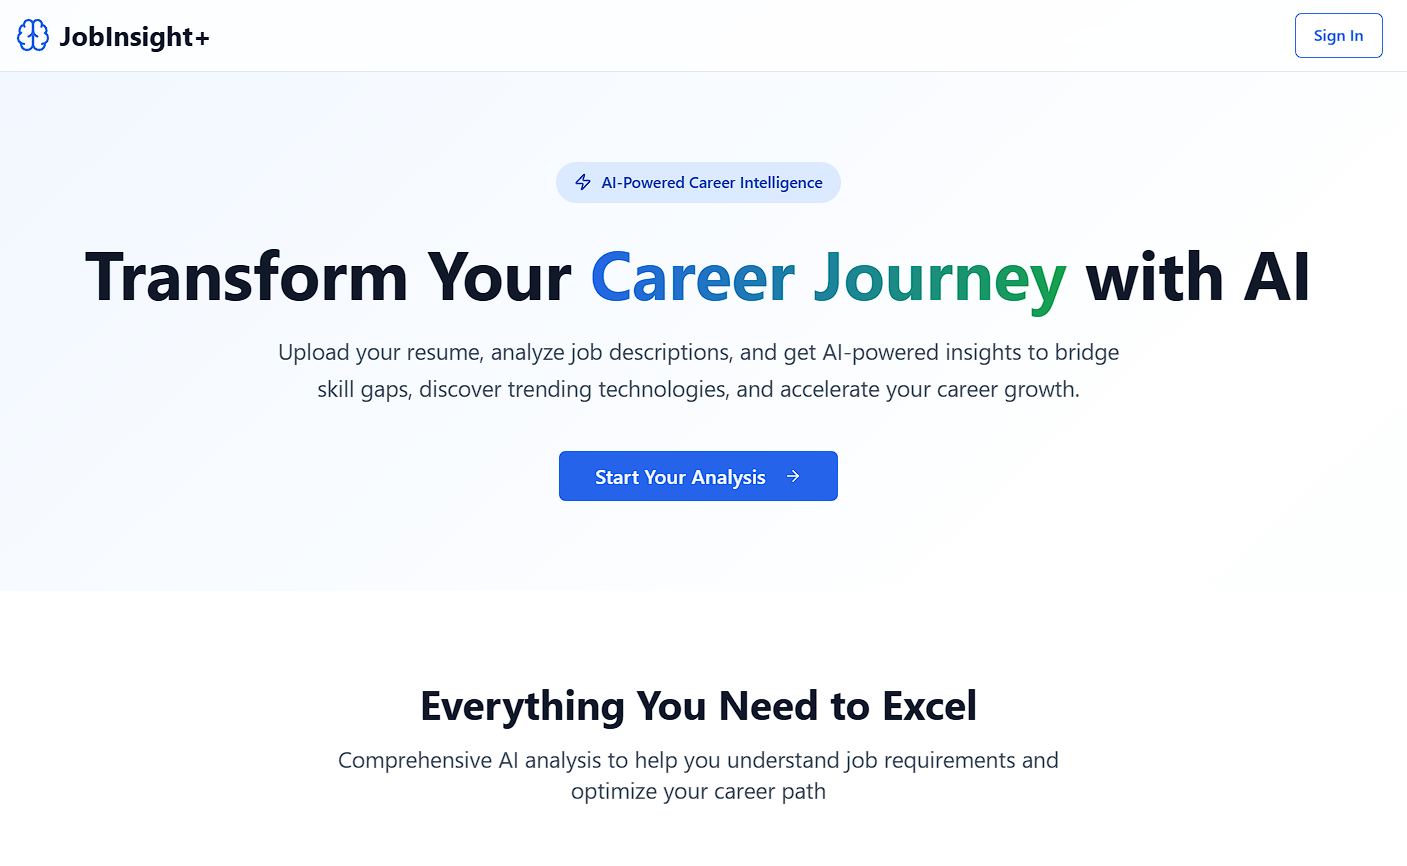 JobInsight+
Sign In
AI-Powered Career Intelligence
Transform Your Career Journey with AI
Upload your resume, analyze job descriptions, and get AI-powered insights to bridge
skill gaps, discover trending technologies, and accelerate your career growth.
Start Your Analysis
Everything You Need to Excel
Comprehensive AI analysis to help you understand job requirements and
optimize your career path